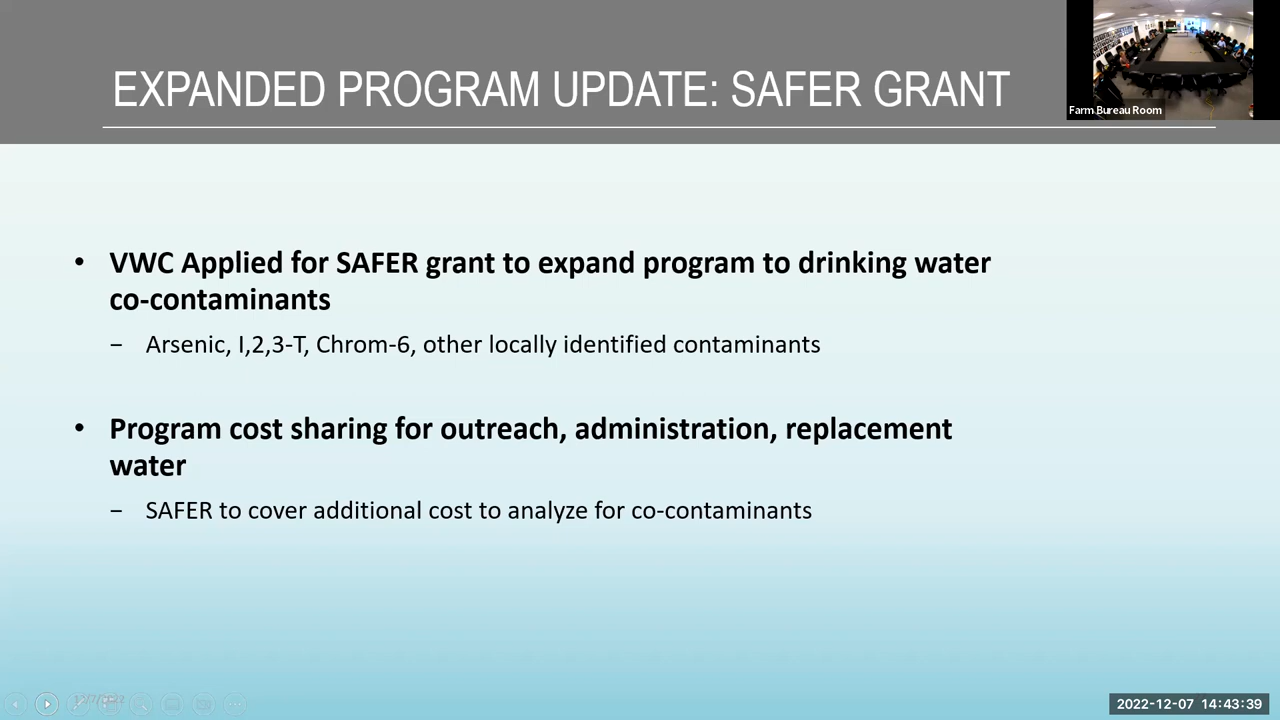 EXPANDED PROGRAM UPDATE: SAFER GRANT
Farm Bureau Room
• VWC Applied for SAFER grant to expand program to drinking water
co-contaminants
− Arsenic, I,2,3-T, Chrom-6, other locally identified contaminants
• Program cost sharing for outreach, administration, replacement
water
− SAFER to cover additional cost to analyze for co-contaminants
2022-12-07 14:43:39